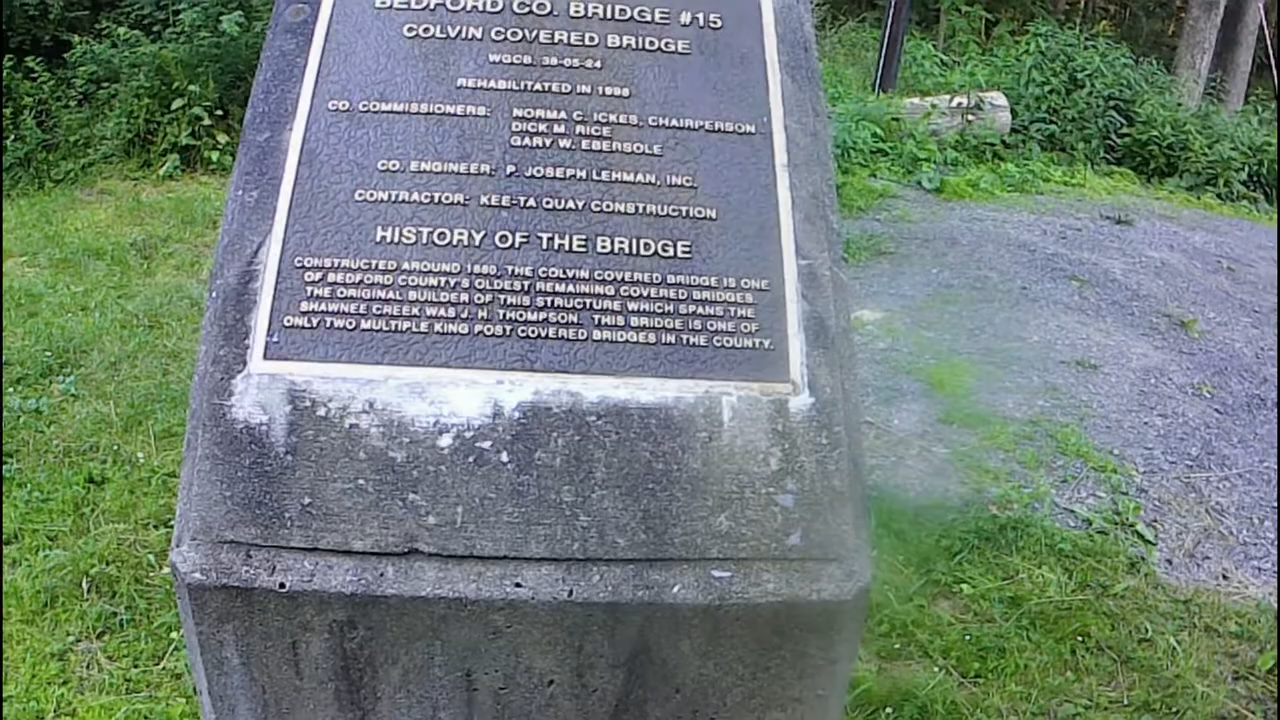 BEDFORD CO. BRIDGE #15
COLVIN COVERED BRIDGE
WGCB. 38-05-24
REHABILITATED IN 1998
CO. COMMISSIONERS: NORMA C. ICKES, CHAIRPERSON
DICK M. RICE
GARY W. EBERSOLE
CO. ENGINEER: P. JOSEPH LEHMAN, INC.
CONTRACTOR: KEE-TA QUAY CONSTRUCTION
HISTORY OF THE BRIDGE
CONSTRUCTED AROUND 1880, THE COLVIN COVERED BRIDGE IS ONE
OF BEDFORD COUNTY'S OLDEST REMAINING COVERED BRIDGES.
THE ORIGINAL BUILDER OF THIS STRUCTURE WHICH SPANS THE
SHAWNEE CREEK WAS J. H. THOMPSON. THIS BRIDGE IS ONE OF
ONLY TWO MULTIPLE KING POST COVERED BRIDGES IN THE COUNTY.